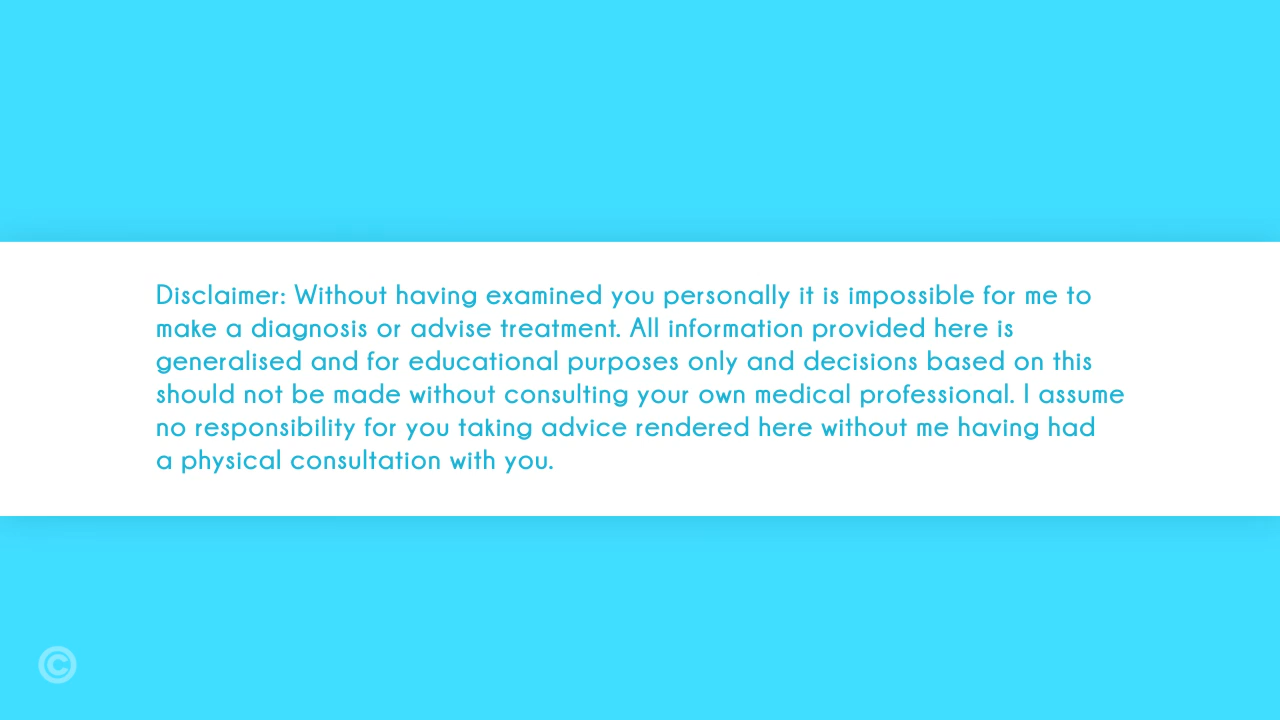 Disclaimer: Without having examined you personally it is impossible for me to
make a diagnosis or advise treatment. All information provided here is
generalised and for educational purposes only and decisions based on this
should not be made without consulting your own medical professional. I assume
no responsibility for you taking advice rendered here without me having had
a physical consultation with you.
©